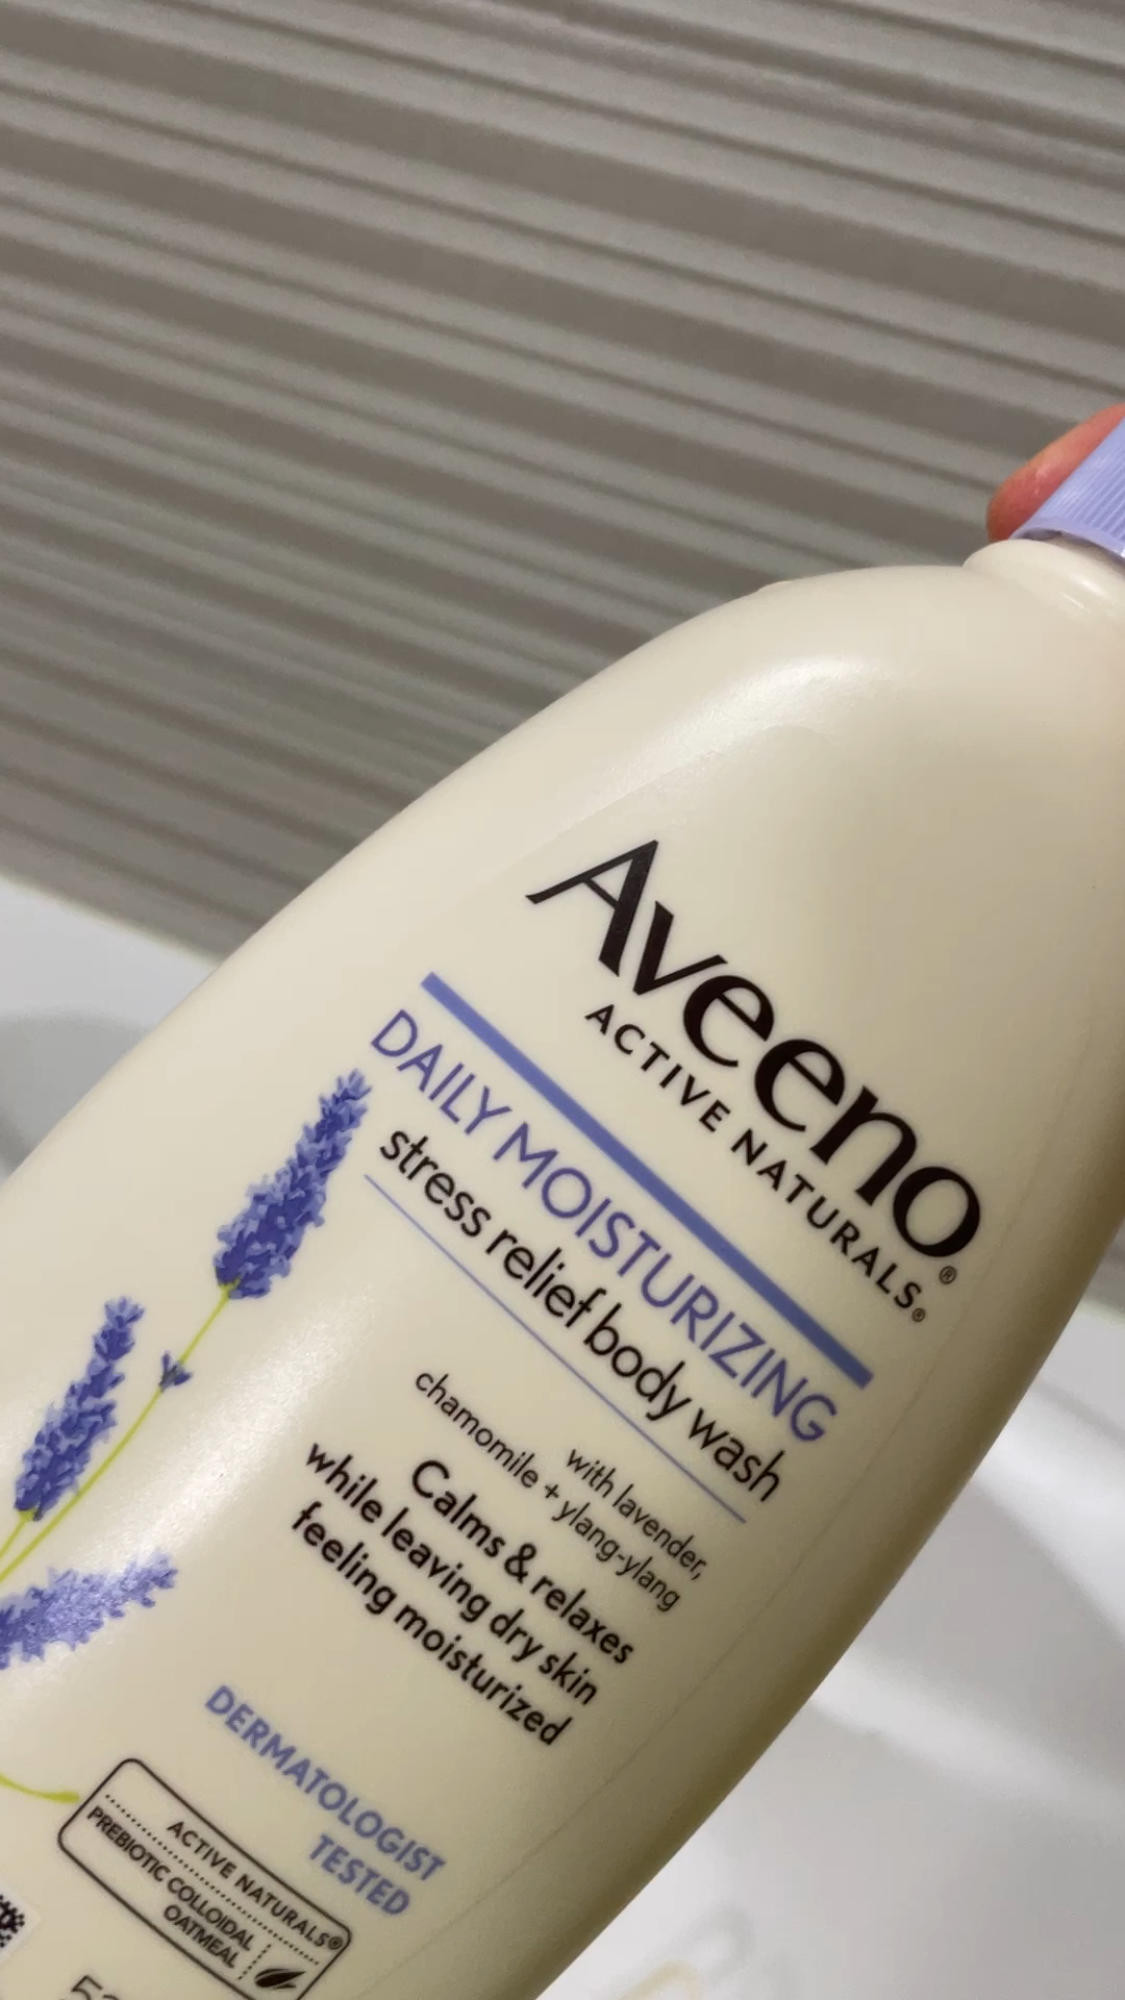 Aveeno®
ACTIVE NATURALS®
DAILY MOISTURIZING
stress relief body wash
with lavender,
chamomile + ylang-ylang
Calms & relaxes
while leaving dry skin
feeling moisturized
DERMATOLOGIST
TESTED
ACTIVE NATURALS®
PREBIOTIC COLLOIDAL
OATMEAL